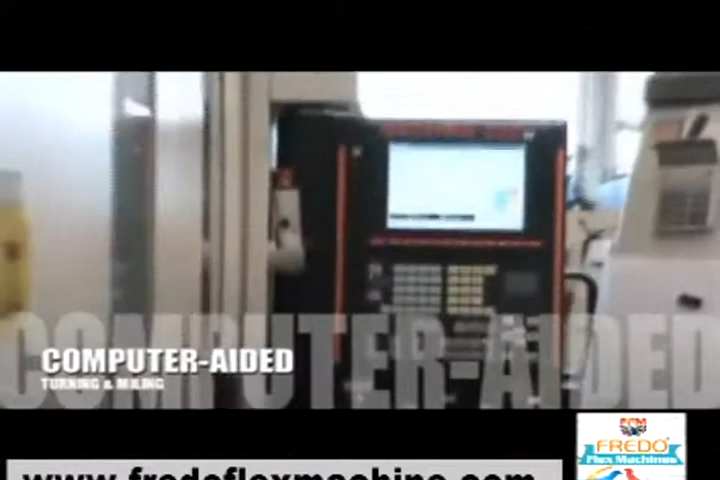 COMPUTER-AIDED
COMPUTER-AIDED
TURNING & MILING
FREDO
Flex Machines
www.fredoflexmachine.com